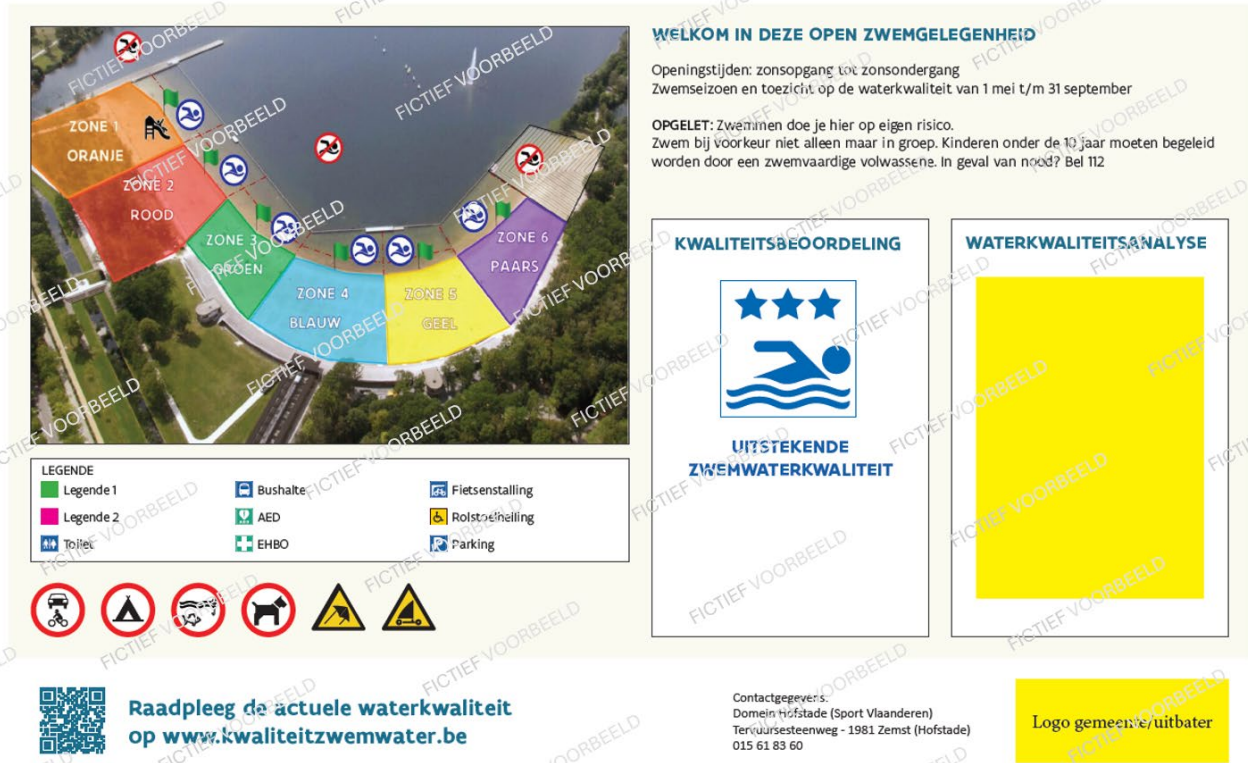 WELKOM IN DEZE OPEN ZWEMGELEGENHEID
Openingstijden: zonsopgang tot zonsondergang
Zwemseizoen en toezicht op de waterkwaliteit van 1 mei t/m 31 september
OPGELET: Zwemmen doe je hier op eigen risico.
Zwem bij voorkeur niet alleen maar in groep. Kinderen onder de 10 jaar moeten begeleid
worden door een zwemvaardige volwassene. In geval van nood? Bel 112
ZONE 1
ORANJE
ZONE 2
ROOD
ZONE 3
GROEN
ZONE 4
BLAUW
ZONE 5
GEEL
ZONE 6
PAARS
KWALITEITSBEOORDELING
UITSTEKENDE
ZWEMWATERKWALITEIT
WATERKWALITEITSANALYSE
LEGENDE
Legende 1
Legende 2
Toilet
Bushalte
AED
EHBO
Fietsenstalling
Rolstoelhelling
Parking
Raadpleeg de actuele waterkwaliteit
op www.kwaliteitzwemwater.be
Contactgegevens:
Domein Hofstade (Sport Vlaanderen)
Tervuursesteenweg - 1981 Zemst (Hofstade)
015 61 83 60
Logo gemeente/uitbater
FICTIEF VOORBEELD